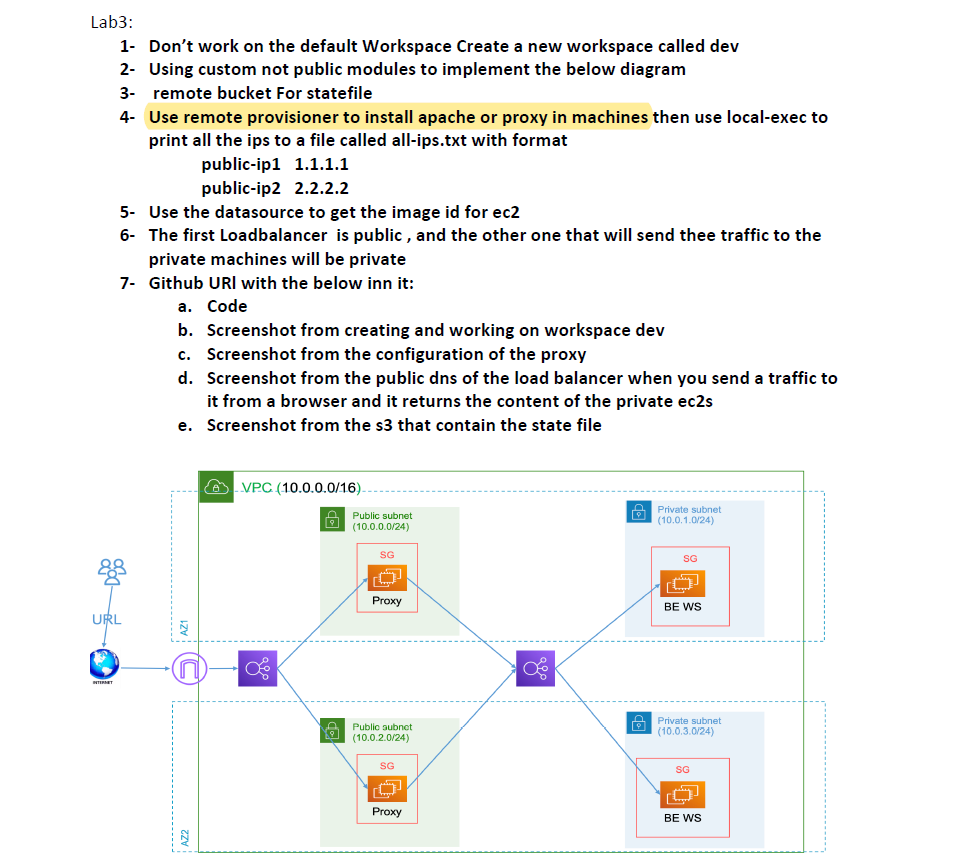 Lab3:
1- Don’t work on the default Workspace Create a new workspace called dev
2- Using custom not public modules to implement the below diagram
3- remote bucket For statefile
4- Use remote provisioner to install apache or proxy in machines then use local-exec to
print all the ips to a file called all-ips.txt with format
public-ip1 1.1.1.1
public-ip2 2.2.2.2
5- Use the datasource to get the image id for ec2
6- The first Loadbalancer is public , and the other one that will send thee traffic to the
private machines will be private
7- Github URl with the below inn it:
a. Code
b. Screenshot from creating and working on workspace dev
c. Screenshot from the configuration of the proxy
d. Screenshot from the public dns of the load balancer when you send a traffic to
it from a browser and it returns the content of the private ec2s
e. Screenshot from the s3 that contain the state file
VPC (10.0.0.0/16)
Public subnet
(10.0.0.0/24)
SG
Proxy
Private subnet
(10.0.1.0/24)
SG
BE WS
URL
AZ1
INTERNET
Public subnet
(10.0.2.0/24)
SG
Proxy
Private subnet
(10.0.3.0/24)
SG
BE WS
AZ2